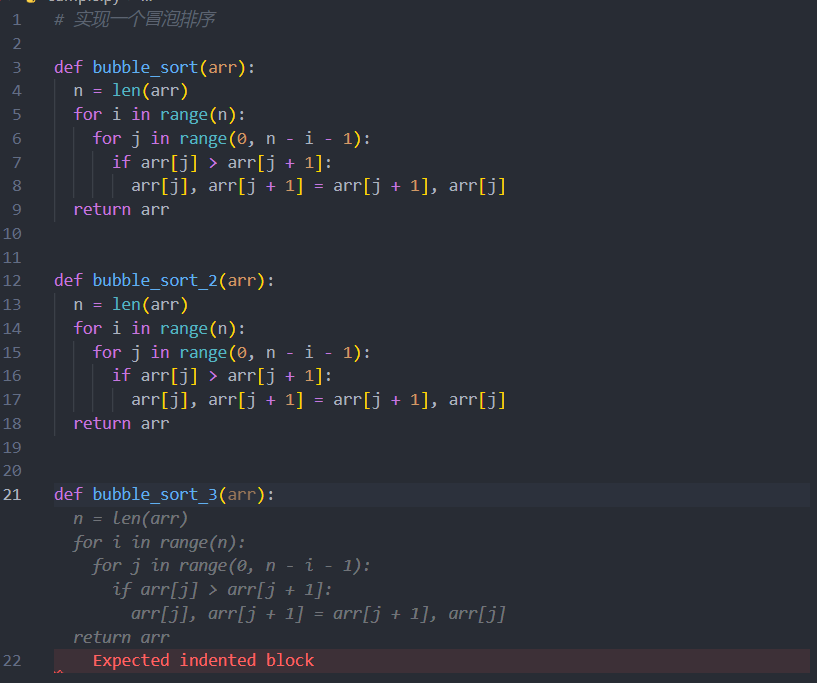 1 # 实现一个冒泡排序
2
3 def bubble_sort(arr):
4   n = len(arr)
5   for i in range(n):
6     for j in range(0, n - i - 1):
7       if arr[j] > arr[j + 1]:
8         arr[j], arr[j + 1] = arr[j + 1], arr[j]
9   return arr
10
11
12 def bubble_sort_2(arr):
13   n = len(arr)
14   for i in range(n):
15     for j in range(0, n - i - 1):
16       if arr[j] > arr[j + 1]:
17         arr[j], arr[j + 1] = arr[j + 1], arr[j]
18   return arr
19
20
21 def bubble_sort_3(arr):
  n = len(arr)
  for i in range(n):
    for j in range(0, n - i - 1):
      if arr[j] > arr[j + 1]:
        arr[j], arr[j + 1] = arr[j + 1], arr[j]
  return arr
22     Expected indented block